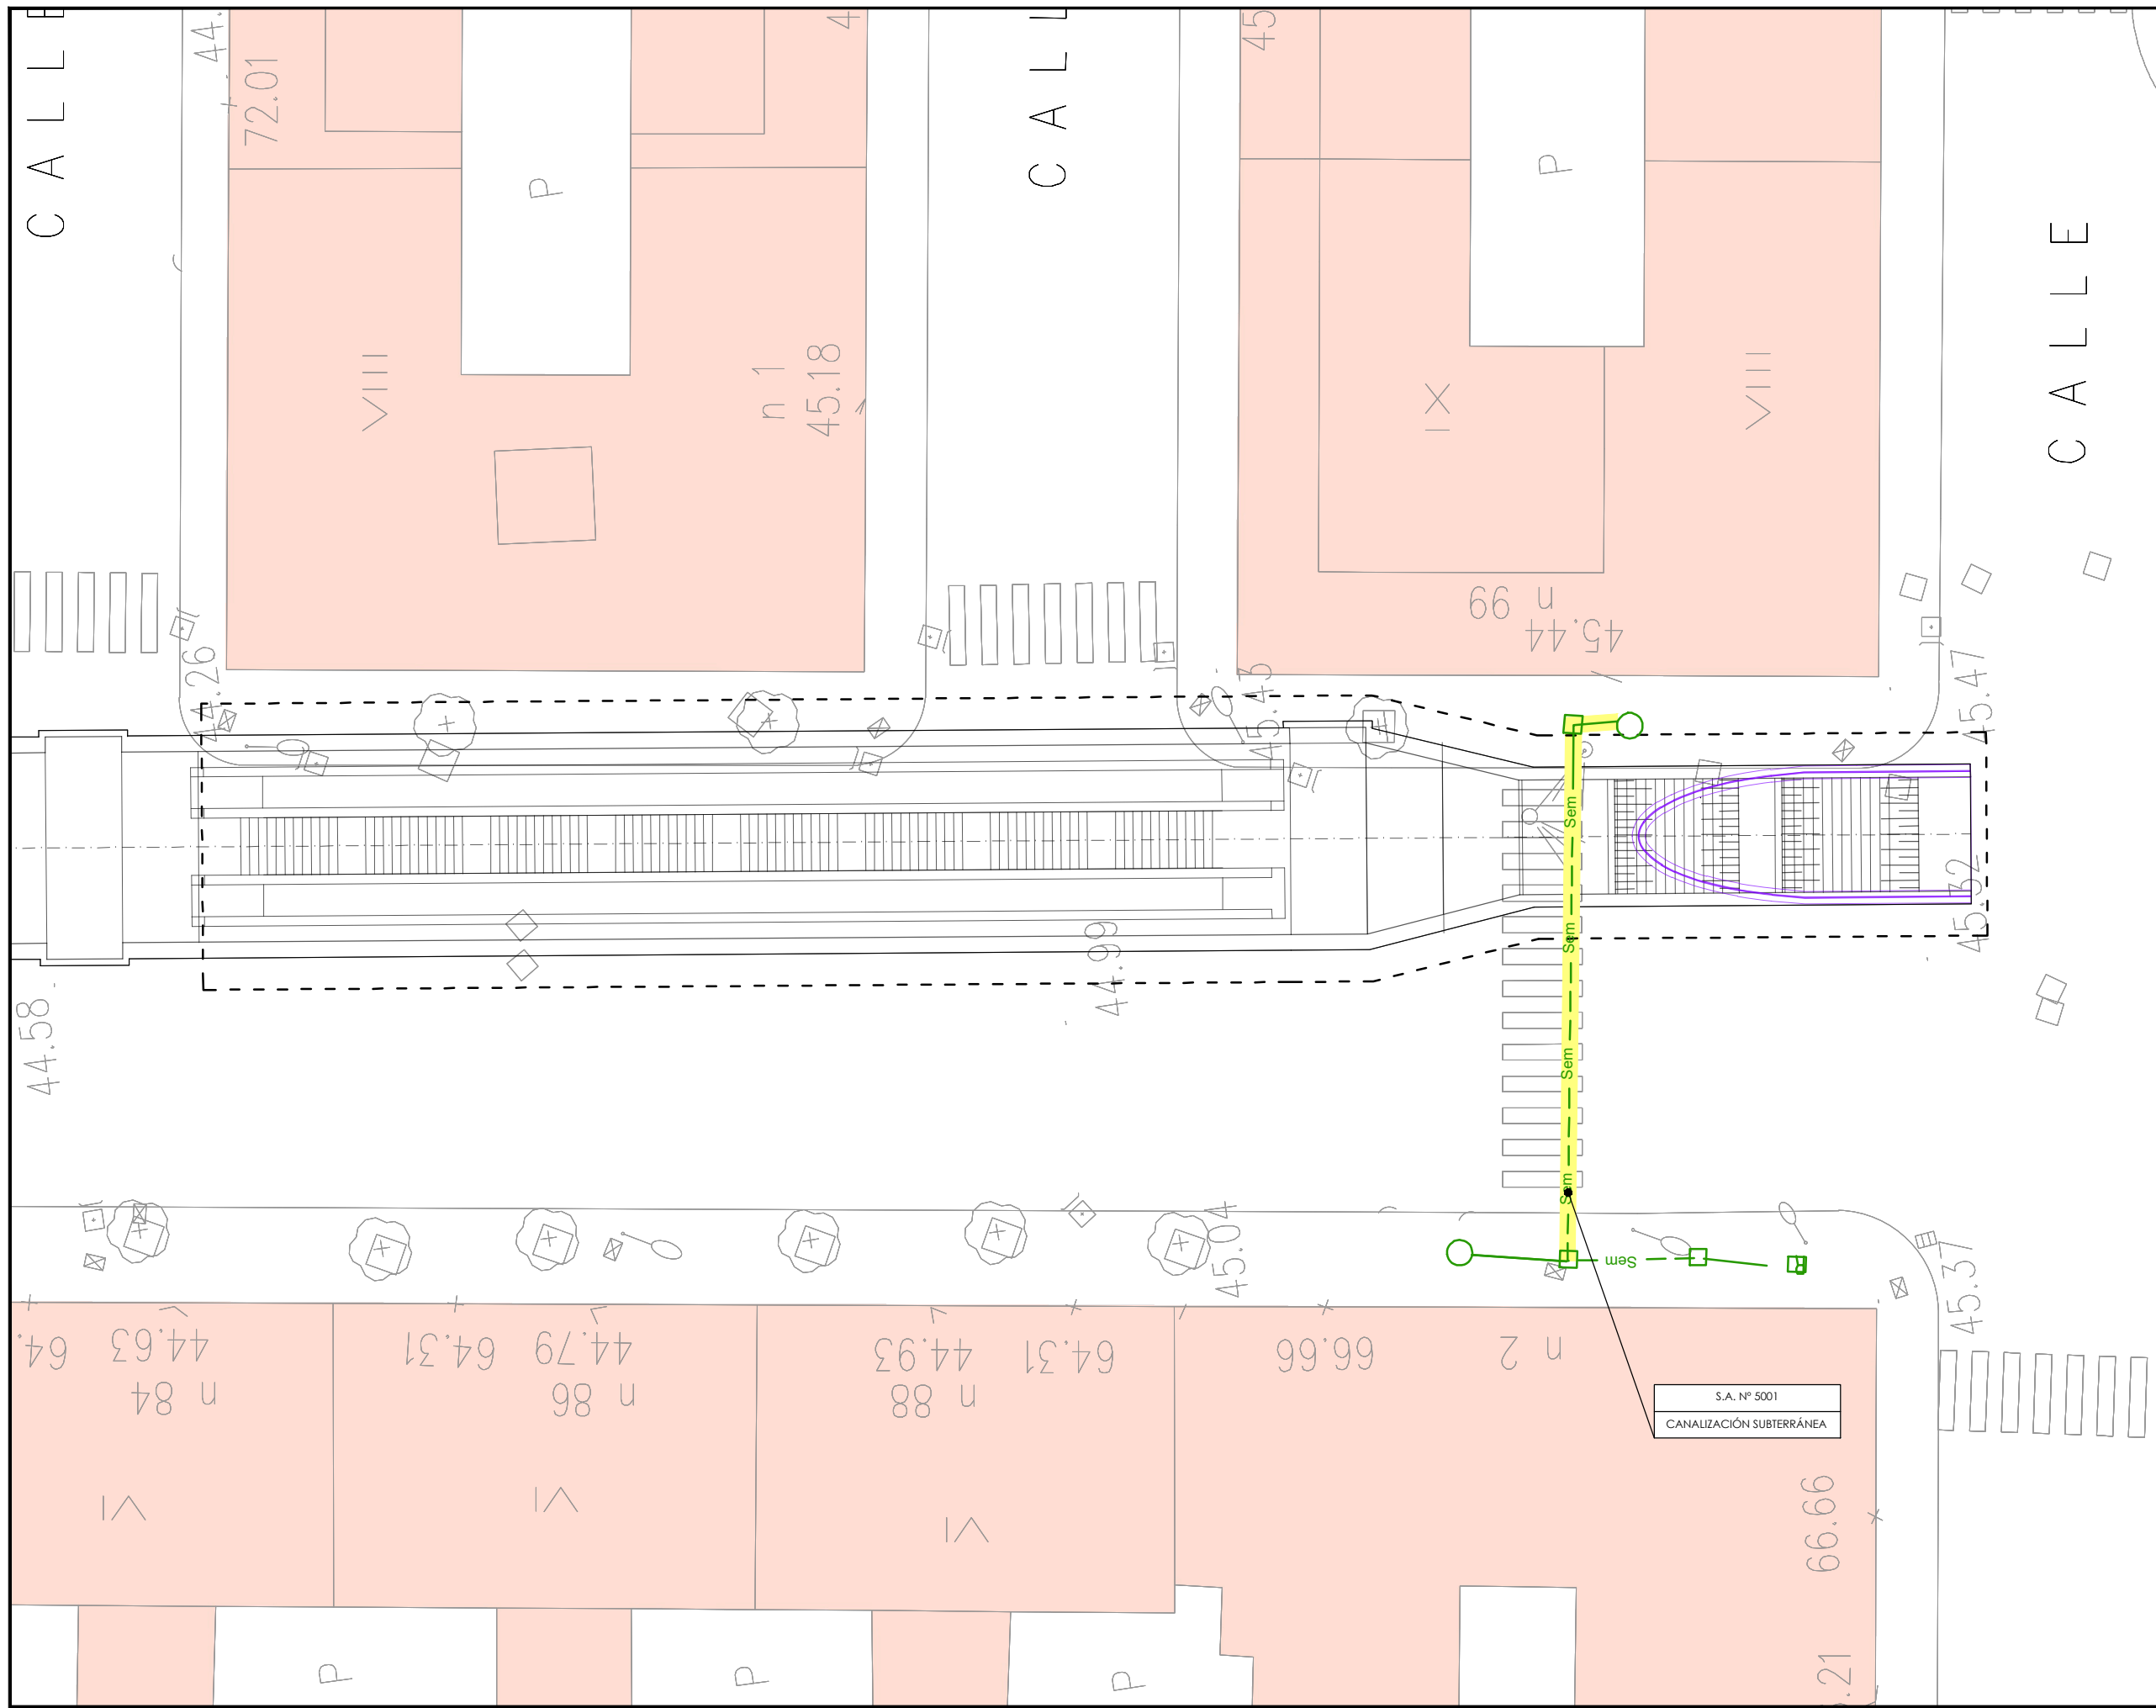 CALLE
CALL
CALLE
44.
72.01
4
45
P
P
VIII
n 1
45.18
IX
VIII
n 99
45.44
44.26
45.43
45.47
45.32
44.99
44.58
Sem
Sem
Sem
Sem
Sem
R
45.04
45.37
64.
44.63
n 84
64.31
44.79
n 86
44.93
n 88
64.31
66.66
n 2
S.A. Nº 5001
CANALIZACIÓN SUBTERRÁNEA
VI
VI
VI
P
P
P
.21